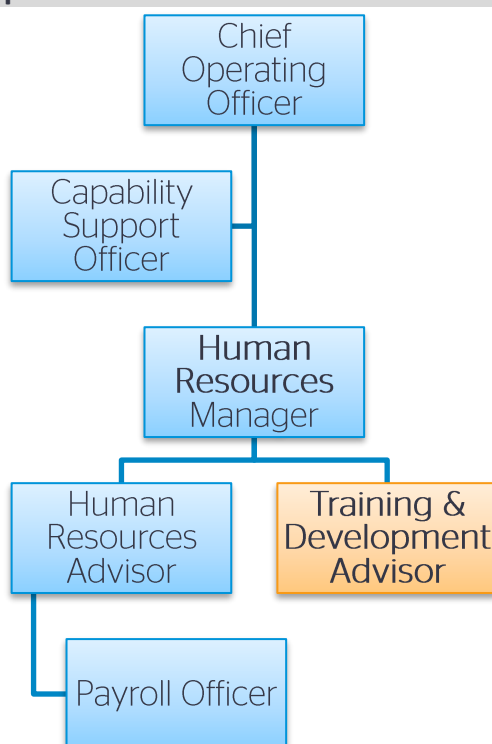 Chief
Operating
Officer
Capability
Support
Officer
Human
Resources
Manager
Human
Resources
Advisor
Training &
Development
Advisor
Payroll Officer